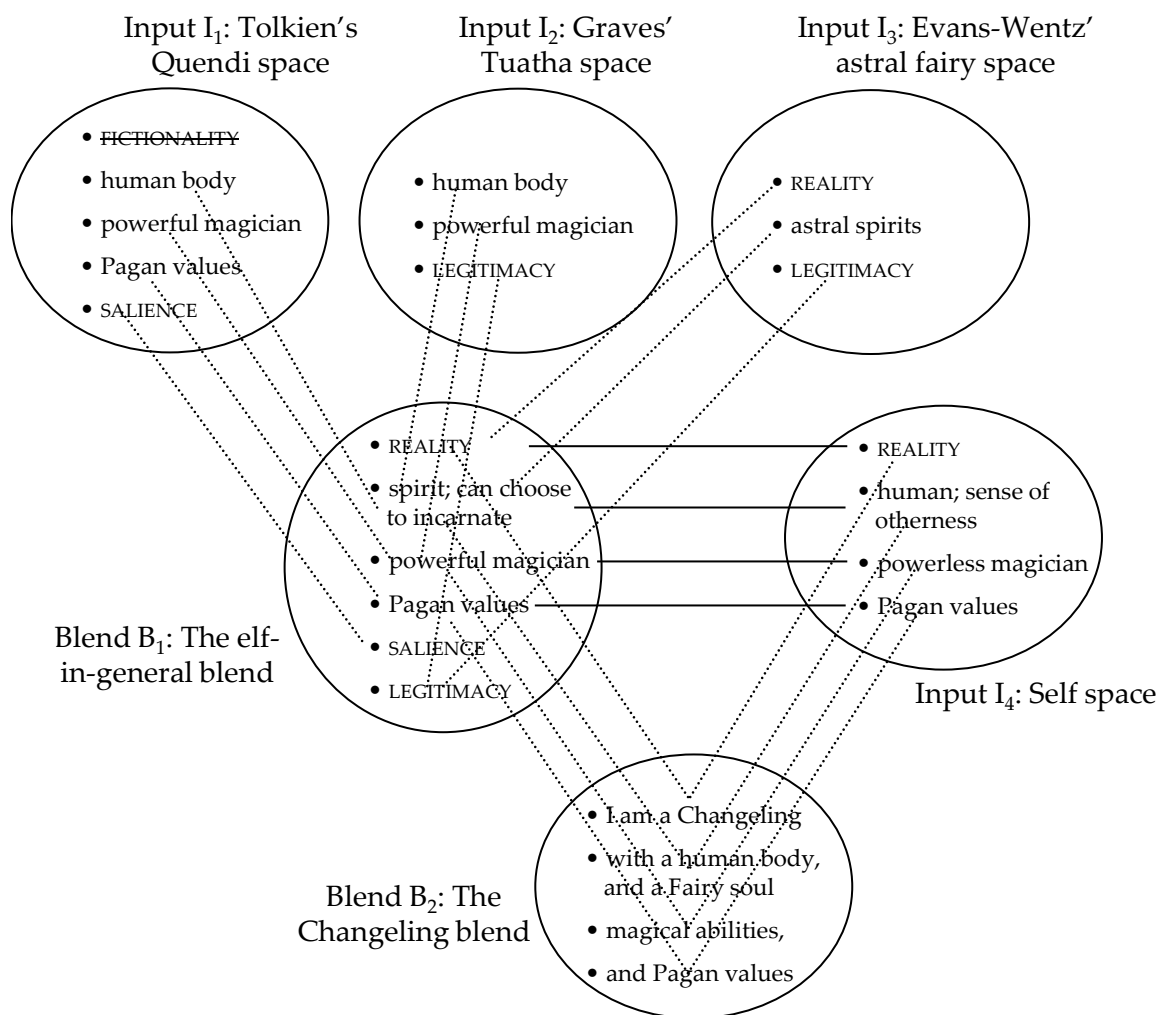 Input I₁: Tolkien's
Quendi space
• ~~FICTIONALITY~~
• human body
• powerful magician
• Pagan values
• SALIENCE
Input I₂: Graves'
Tuatha space
• human body
• powerful magician
• LEGITIMACY
Input I₃: Evans-Wentz'
astral fairy space
• REALITY
• astral spirits
• LEGITIMACY
• REALITY
• spirit; can choose
to incarnate
• powerful magician
• Pagan values
• SALIENCE
• LEGITIMACY
Blend B₁: The elf-
in-general blend
• REALITY
• human; sense of
otherness
• powerless magician
• Pagan values
Input I₄: Self space
• I am a Changeling
• with a human body,
and a Fairy soul
• magical abilities,
• and Pagan values
Blend B₂: The
Changeling blend